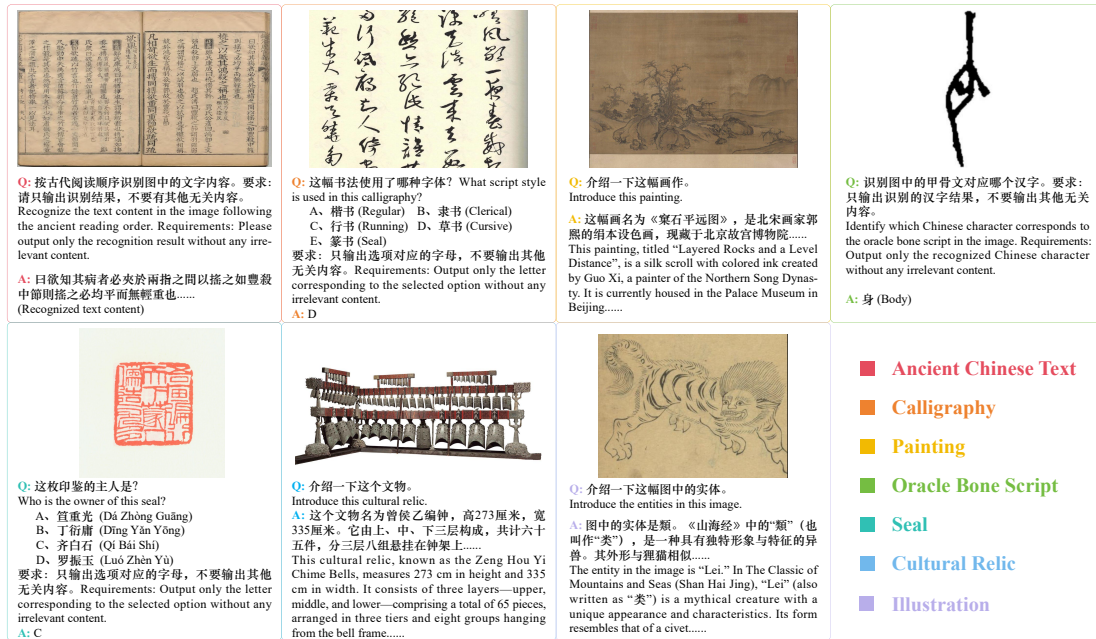 Q: 按古代阅读顺序识别图中的文字内容。要求:
请只输出识别结果，不要有其他无关内容。
Recognize the text content in the image following
the ancient reading order. Requirements: Please
output only the recognition result without any irre-
levant content.
A: 曰欲知其病者必夾於兩指之間以搖之如豐殺
中節則搖之必均平而無輕重也......
(Recognized text content)
Q: 这幅书法使用了哪种字体？What script style
is used in this calligraphy?
A、楷书 (Regular) B、隶书 (Clerical)
C、行书 (Running) D、草书 (Cursive)
E、篆书 (Seal)
要求：只输出选项对应的字母，不要输出其他
无关内容。Requirements: Output only the letter
corresponding to the selected option without any
irrelevant content.
A: D
Q: 介绍一下这幅画作。
Introduce this painting.
A: 这幅画名为《窠石平远图》，是北宋画家郭
熙的绢本设色画，现藏于北京故宫博物院......
This painting, titled “Layered Rocks and a Level
Distance”, is a silk scroll with colored ink created
by Guo Xi, a painter of the Northern Song Dynas-
ty. It is currently housed in the Palace Museum in
Beijing......
Q: 识别图中的甲骨文对应哪个汉字。要求：
只输出识别的汉字结果，不要输出其他无关
内容。
Identify which Chinese character corresponds to
the oracle bone script in the image. Requirements:
Output only the recognized Chinese character
without any irrelevant content.
A: 身 (Body)
Q: 这枚印鉴的主人是？
Who is the owner of this seal?
A、笪重光 (Dá Zhòng Guāng)
B、丁衍庸 (Dīng Yǎn Yōng)
C、齐白石 (Qí Bái Shí)
D、罗振玉 (Luó Zhèn Yù)
要求：只输出选项对应的字母，不要输出其他
无关内容。Requirements: Output only the letter
corresponding to the selected option without any
irrelevant content.
A: C
Q: 介绍一下这个文物。
Introduce this cultural relic.
A: 这个文物名为曾侯乙编钟，高273厘米，宽
335厘米。它由上、中、下三层构成，共计六十
五件，分三层八组悬挂在钟架上......
This cultural relic, known as the Zeng Hou Yi
Chime Bells, measures 273 cm in height and 335
cm in width. It consists of three layers—upper,
middle, and lower—comprising a total of 65 pieces,
arranged in three tiers and eight groups hanging
from the bell frame......
Q: 介绍一下这幅图中的实体。
Introduce the entities in this image.
A: 图中的实体是類。《山海经》中的“類”（也
叫作“类”），是一种具有独特形象与特征的异
兽。其外形与狸猫相似......
The entity in the image is “Lei.” In The Classic of
Mountains and Seas (Shan Hai Jing), “Lei” (also
written as “类”) is a mythical creature with a
unique appearance and characteristics. Its form
resembles that of a civet......
Ancient Chinese Text
Calligraphy
Painting
Oracle Bone Script
Seal
Cultural Relic
Illustration